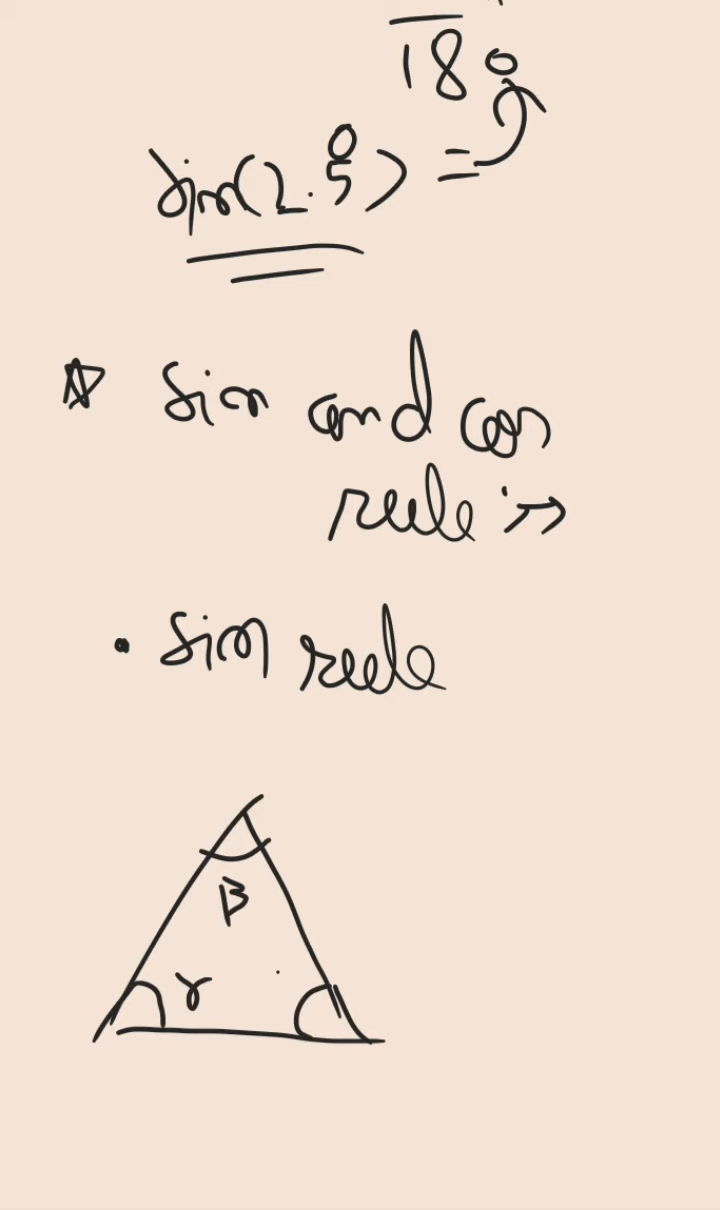 180
sin(2.5°) =
☆ sin and cos
rule :→
• sin rule
β
γ